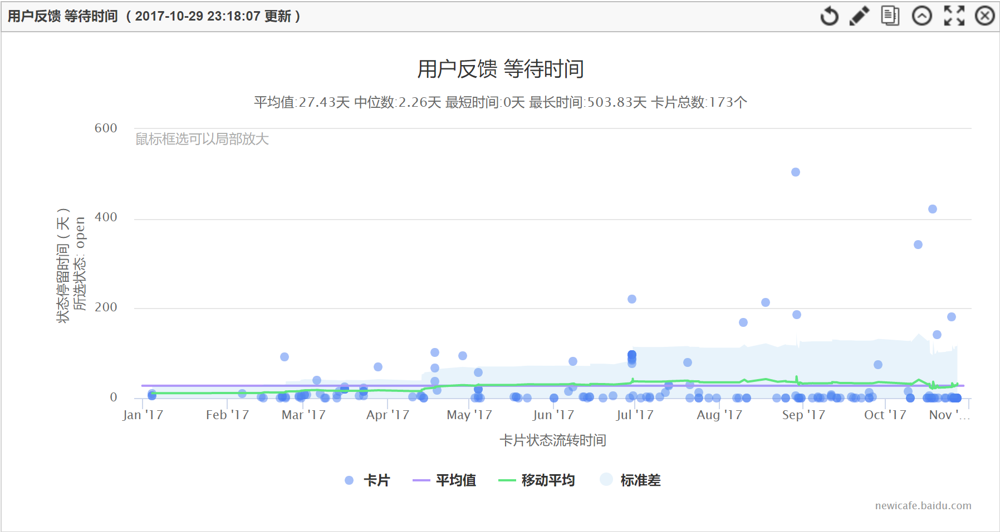 用户反馈 等待时间 ( 2017-10-29 23:18:07 更新 )
用户反馈 等待时间
平均值:27.43天 中位数:2.26天 最短时间:0天 最长时间:503.83天 卡片总数:173个
鼠标框选可以局部放大
600
400
200
0
状态停留时间 ( 天 )
所选状态: open
Jan '17 Feb '17 Mar '17 Apr '17 May '17 Jun '17 Jul '17 Aug '17 Sep '17 Oct '17 Nov '...
卡片状态流转时间
卡片 平均值 移动平均 标准差
newicafe.baidu.com